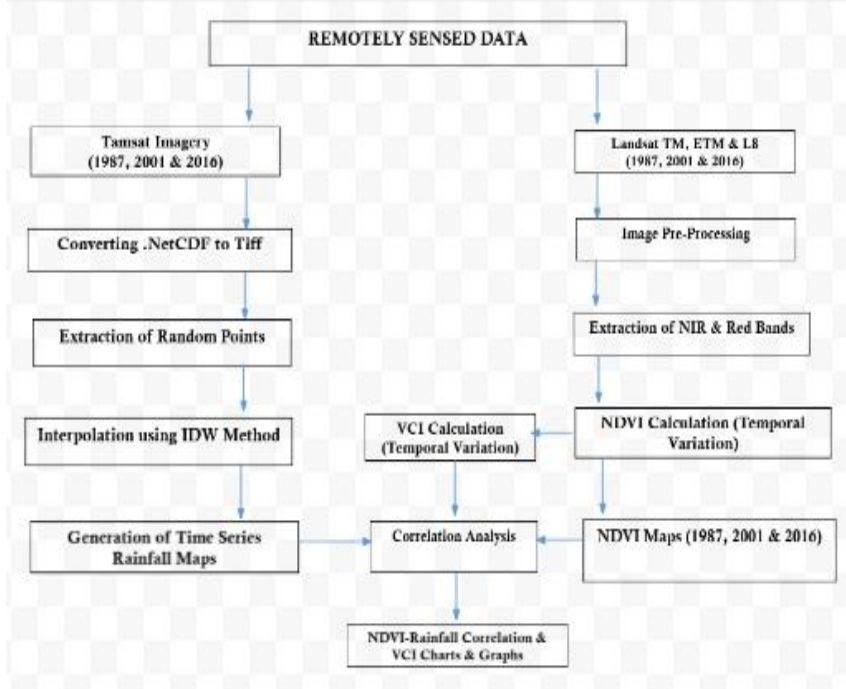 REMOTELY SENSED DATA
Tamsat Imagery
(1987, 2001 & 2016)
Landsat TM, ETM & L8
(1987, 2001 & 2016)
Converting .NetCDF to Tiff
Image Pre-Processing
Extraction of Random Points
Extraction of NIR & Red Bands
Interpolation using IDW Method
VCI Calculation
(Temporal Variation)
NDVI Calculation (Temporal
Variation)
Generation of Time Series
Rainfall Maps
Correlation Analysis
NDVI Maps (1987, 2001 & 2016)
NDVI-Rainfall Correlation &
VCI Charts & Graphs